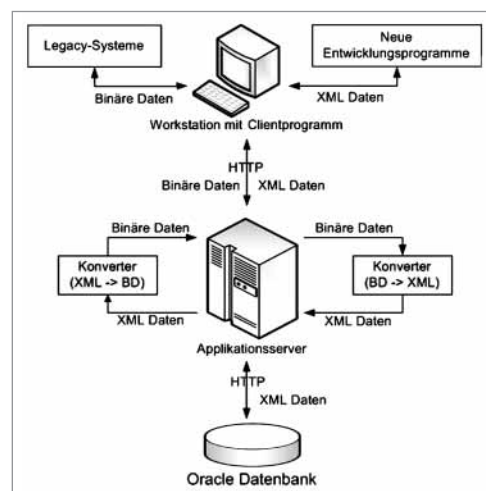 Legacy-Systeme
Neue
Entwicklungsprogramme
Binäre Daten
XML Daten
Workstation mit Clientprogramm
HTTP
Binäre Daten
XML Daten
Binäre Daten
Binäre Daten
Konverter
(XML -> BD)
Konverter
(BD -> XML)
XML Daten
XML Daten
Applikationsserver
HTTP
XML Daten
Oracle Datenbank